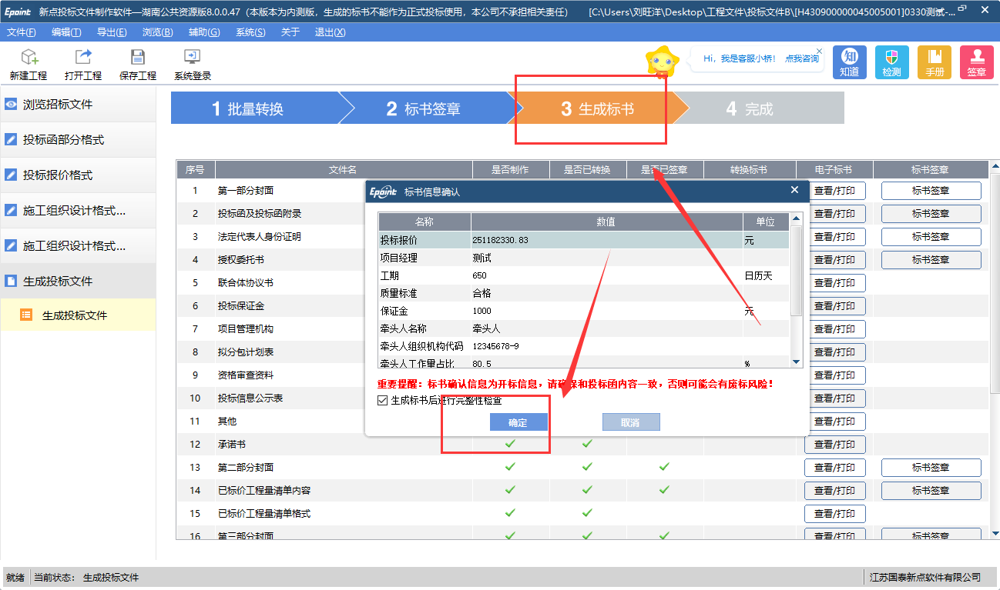 Epoint 新点投标文件制作软件—湖南公共资源版8.0.0.47（本版本为内测版，生成的标书不能作为正式投标使用，本公司不承担相关责任） [C:\Users\刘旺洋\Desktop\工程文件\投标文件B\[H430900000045005001]0330测试-...
文件(F) 编辑(T) 导出(E) 浏览(B) 辅助(G) 系统(S) 关于 退出(X)
新建工程 打开工程 保存工程 系统登录
Hi，我是客服小桥！ 点我咨询
知 知道 检测 手册 签章
浏览招标文件
投标函部分格式
投标报价格式
施工组织设计格式...
施工组织设计格式...
生成投标文件
生成投标文件
1 批量转换 2 标书签章 3 生成标书 4 完成
序号 文件名 是否制作 是否已转换 是否已签章 转换标书 电子标书 标书签章
1 第一部分封面 查看/打印 标书签章
2 投标函及投标函附录 查看/打印 标书签章
3 法定代表人身份证明 查看/打印 标书签章
4 授权委托书 查看/打印 标书签章
5 联合体协议书 查看/打印
6 投标保证金 查看/打印
7 项目管理机构 查看/打印
8 拟分包计划表 查看/打印
9 资格审查资料 查看/打印
10 投标信息公示表 查看/打印
11 其他 查看/打印
12 承诺书 查看/打印
13 第二部分封面 查看/打印 标书签章
14 已标价工程量清单内容 查看/打印 标书签章
15 已标价工程量清单格式 查看/打印
16 第三部分封面 查看/打印 标书签章
Epoint 标书信息确认
名称 数值 单位
投标报价 251182330.83 元
项目经理 测试
工期 650 日历天
质量标准 合格
保证金 1000 元
牵头人名称 牵头人
牵头人组织机构代码 12345678-9
牵头人工作量占比 80.5 %
重要提醒：标书确认信息为开标信息，请确保和投标函内容一致，否则可能会有废标风险！
生成标书后进行完整性检查
确定 取消
就绪 当前状态： 生成投标文件 江苏国泰新点软件有限公司